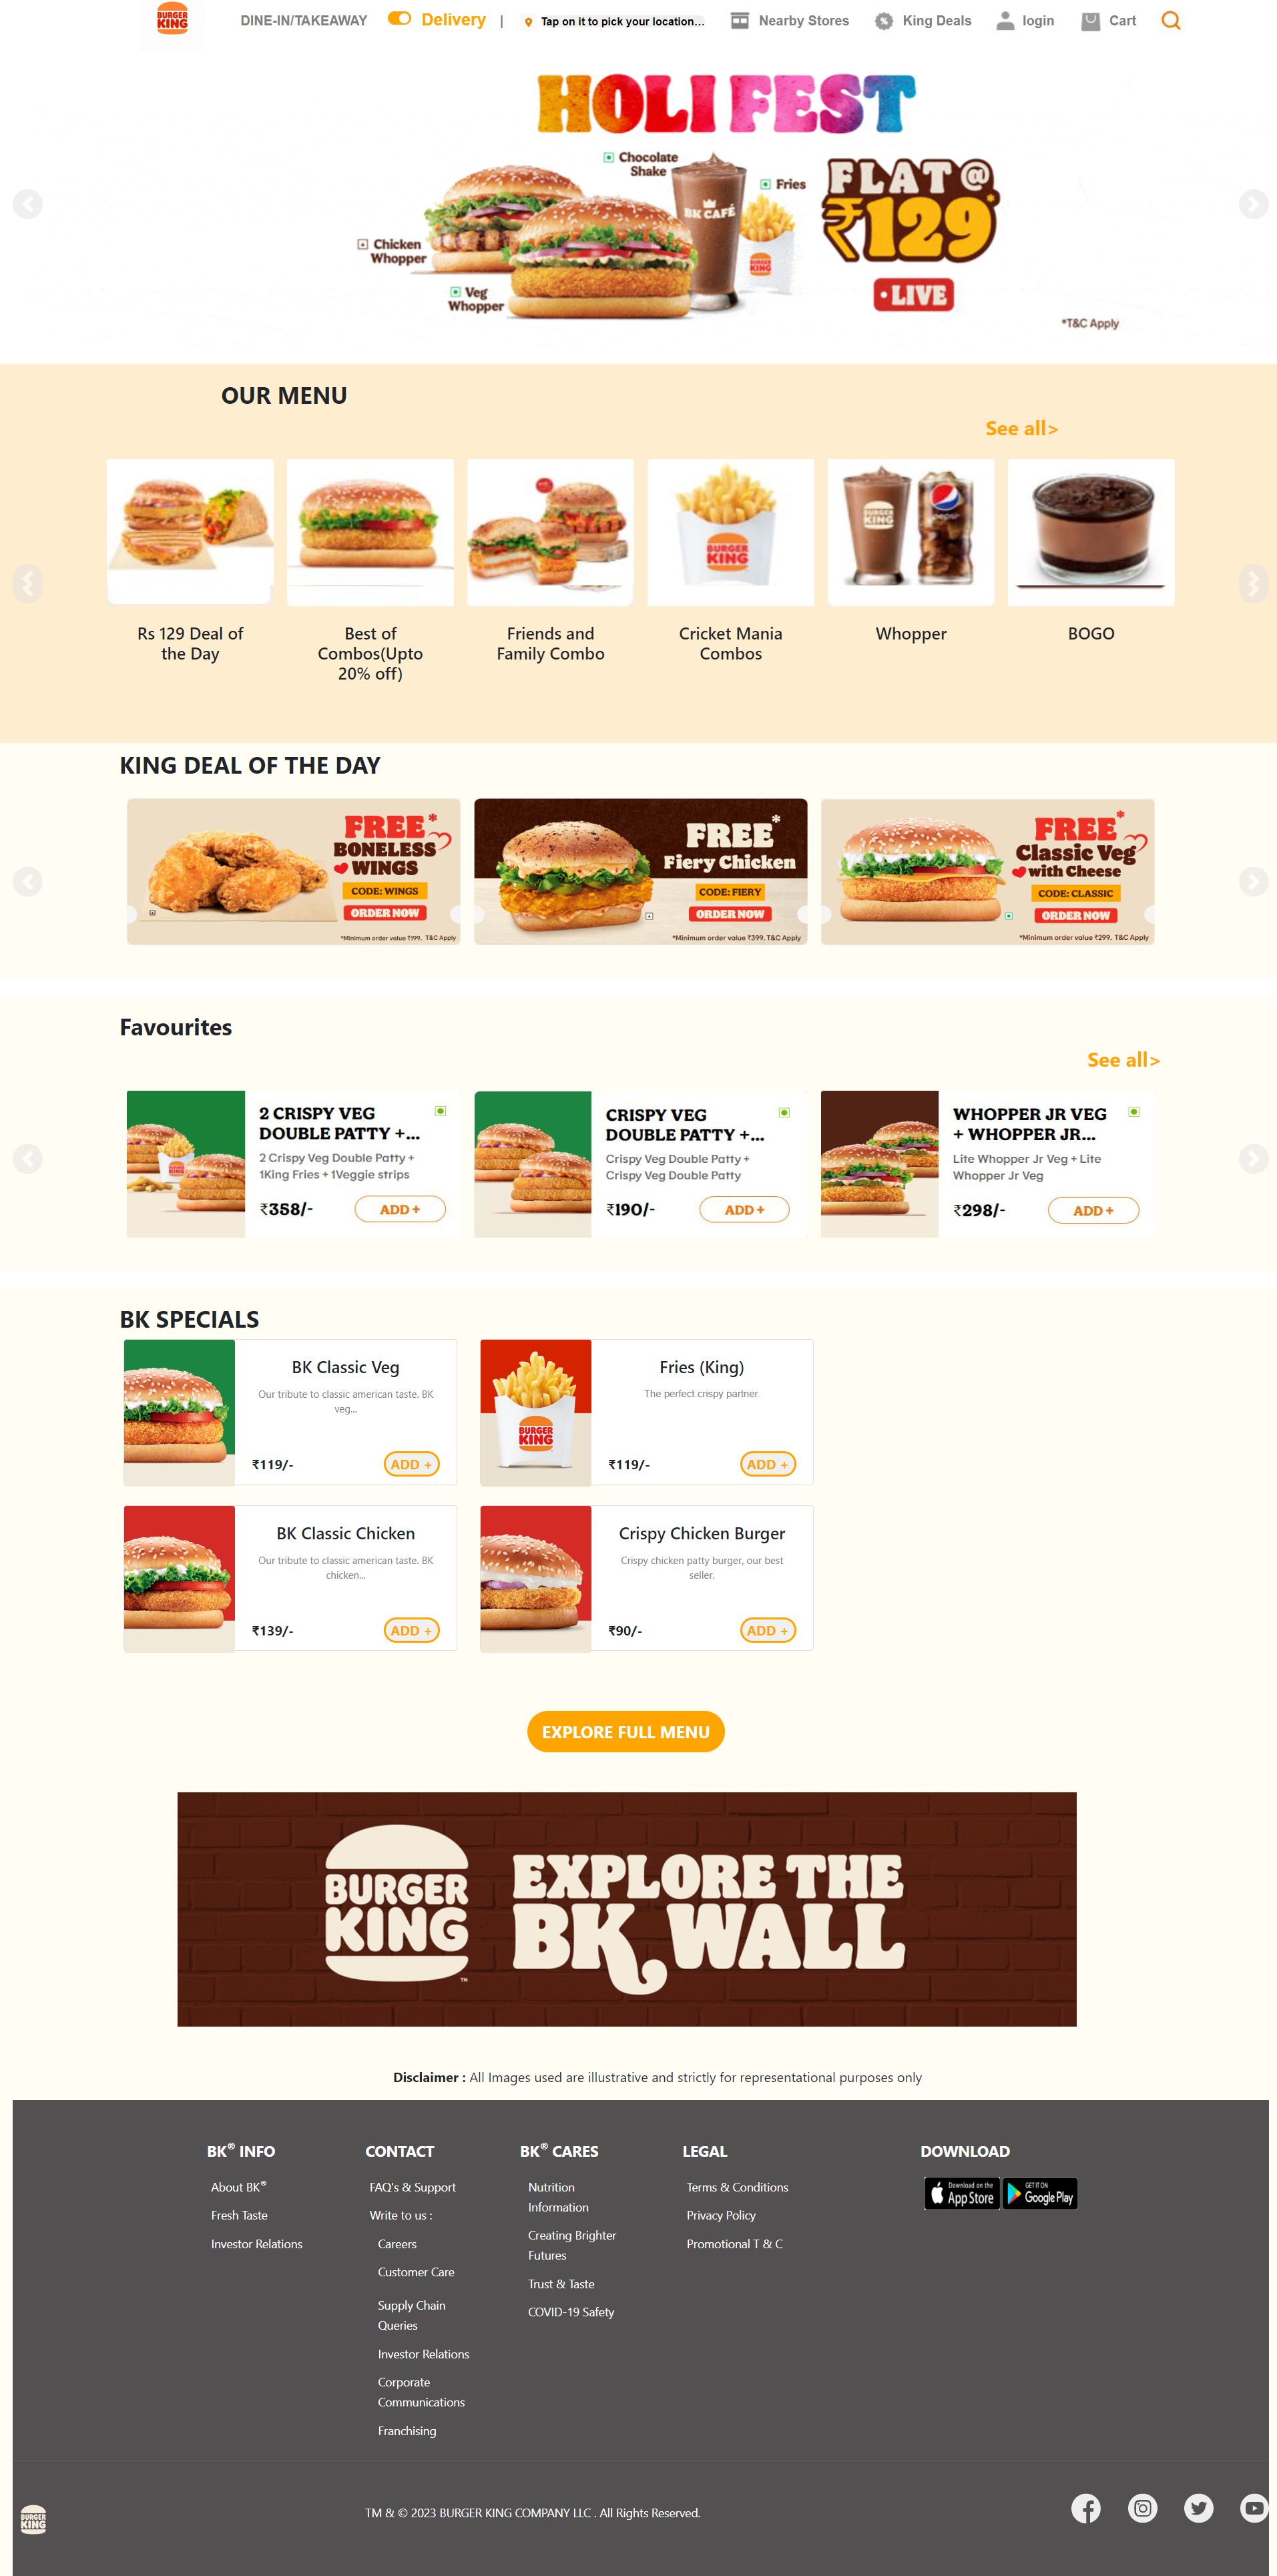 BURGER
KING
DINE-IN/TAKEAWAY
Delivery
|
Tap on it to pick your location...
Nearby Stores
King Deals
login
Cart
HOLI FEST
Chocolate
Shake
Fries
BK CAFÉ
BURGER
KING
Chicken
Whopper
Veg
Whopper
FLAT@
₹129*
• LIVE
*T&C Apply
OUR MENU
See all>
BURGER
KING
BURGER
KING
pepsi
Rs 129 Deal of
the Day
Best of
Combos(Upto
20% off)
Friends and
Family Combo
Cricket Mania
Combos
Whopper
BOGO
KING DEAL OF THE DAY
FREE*
BONELESS
WINGS
CODE: WINGS
ORDER NOW
*Minimum order value ₹199. T&C Apply
FREE*
Fiery Chicken
CODE: FIERY
ORDER NOW
*Minimum order value ₹399. T&C Apply
FREE*
Classic Veg
with Cheese
CODE: CLASSIC
ORDER NOW
*Minimum order value ₹299. T&C Apply
Favourites
See all>
BURGER
KING
2 CRISPY VEG
DOUBLE PATTY +...
2 Crispy Veg Double Patty +
1King Fries + 1Veggie strips
₹358/-
ADD +
CRISPY VEG
DOUBLE PATTY +...
Crispy Veg Double Patty +
Crispy Veg Double Patty
₹190/-
ADD +
WHOPPER JR VEG
+ WHOPPER JR...
Lite Whopper Jr Veg + Lite
Whopper Jr Veg
₹298/-
ADD +
BK SPECIALS
BK Classic Veg
Our tribute to classic american taste. BK
veg...
₹119/-
ADD +
BURGER
KING
Fries (King)
The perfect crispy partner.
₹119/-
ADD +
BK Classic Chicken
Our tribute to classic american taste. BK
chicken...
₹139/-
ADD +
Crispy Chicken Burger
Crispy chicken patty burger, our best
seller.
₹90/-
ADD +
EXPLORE FULL MENU
BURGER
KING
TM
EXPLORE THE
BK WALL
Disclaimer : All Images used are illustrative and strictly for representational purposes only
BK® INFO
About BK®
Fresh Taste
Investor Relations
CONTACT
FAQ's & Support
Write to us :
Careers
Customer Care
Supply Chain
Queries
Investor Relations
Corporate
Communications
Franchising
BK® CARES
Nutrition
Information
Creating Brighter
Futures
Trust & Taste
COVID-19 Safety
LEGAL
Terms & Conditions
Privacy Policy
Promotional T & C
DOWNLOAD
Download on the
App Store
GET IT ON
Google Play
BURGER
KING
TM & © 2023 BURGER KING COMPANY LLC . All Rights Reserved.